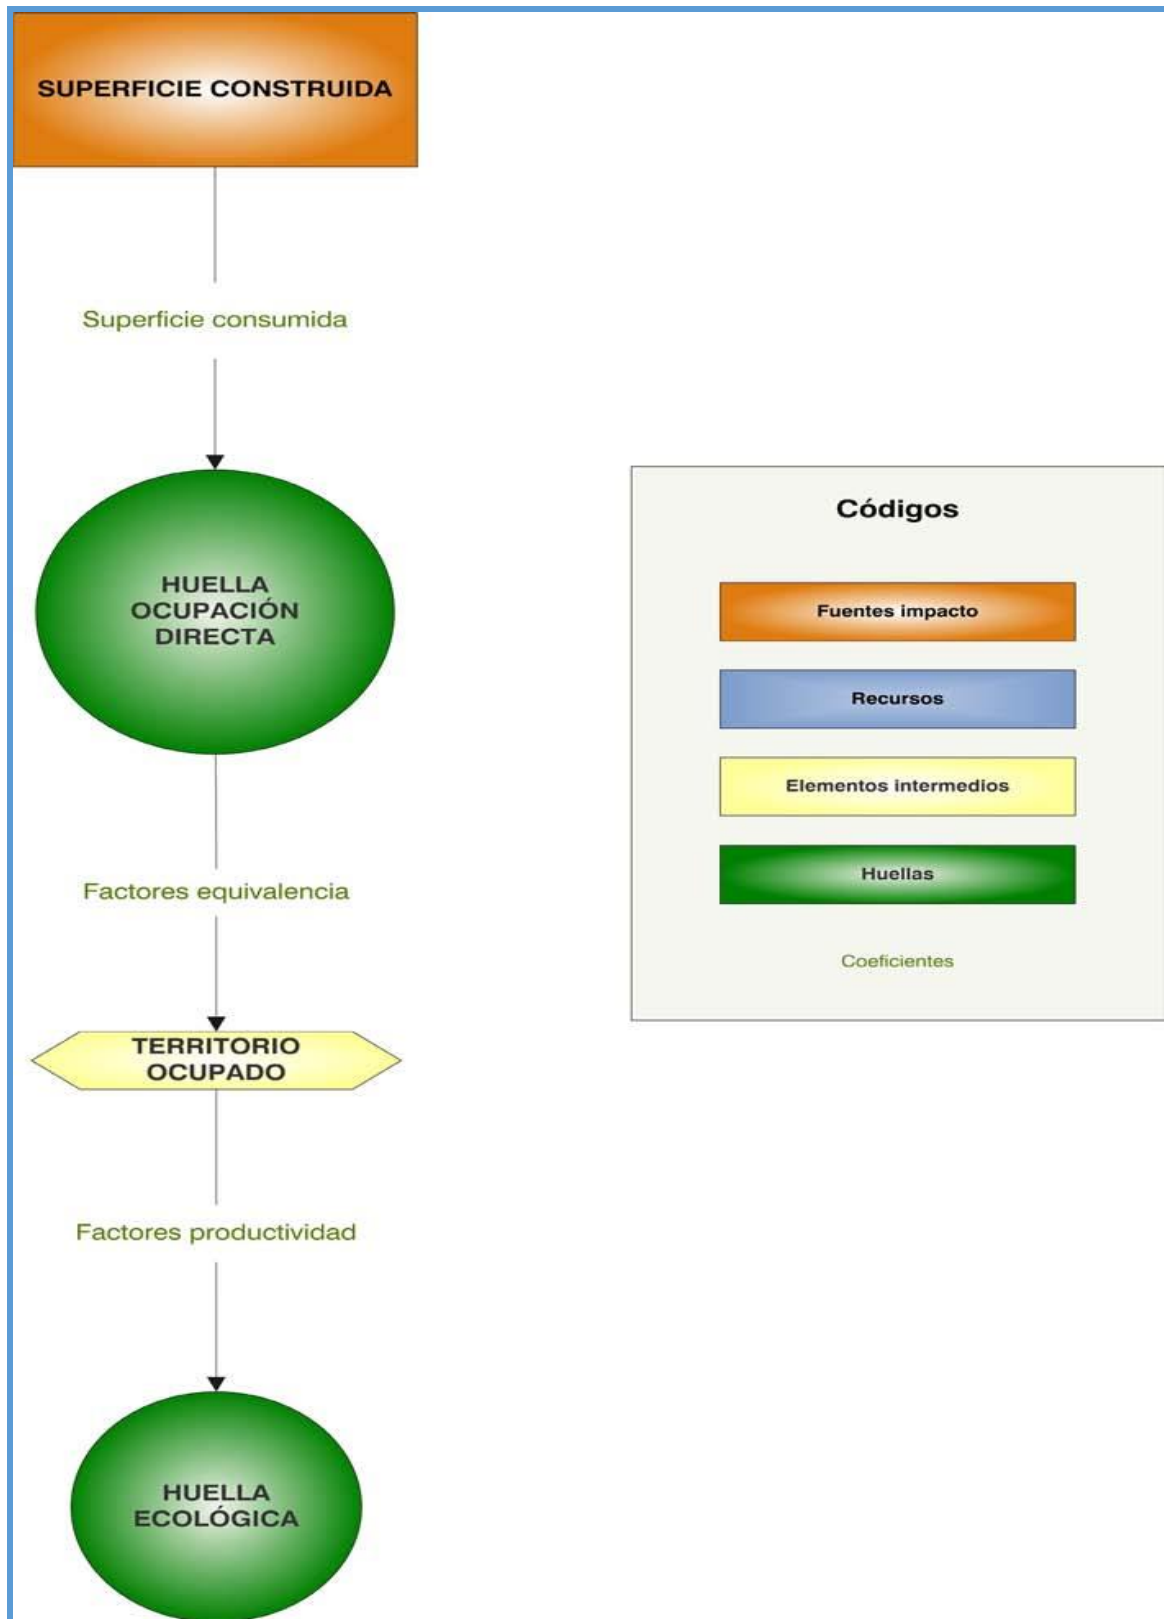 SUPERFICIE CONSTRUIDA
Superficie consumida
HUELLA
OCUPACIÓN
DIRECTA
Factores equivalencia
TERRITORIO
OCUPADO
Factores productividad
HUELLA
ECOLÓGICA
Códigos
Fuentes impacto
Recursos
Elementos intermedios
Huellas
Coeficientes